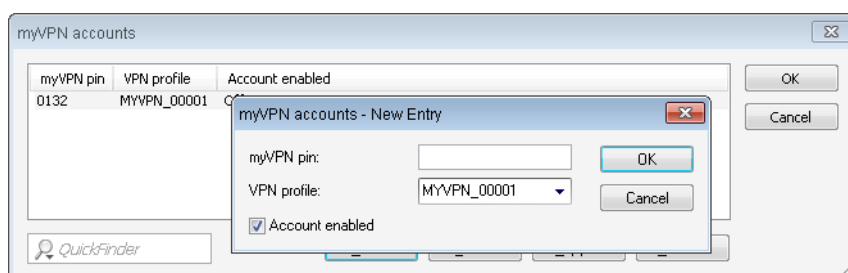 myVPN accounts
myVPN pin VPN profile Account enabled
0132 MYVPN_00001
OK
Cancel
myVPN accounts - New Entry
myVPN pin:
OK
VPN profile: MYVPN_00001
Cancel
Account enabled
QuickFinder